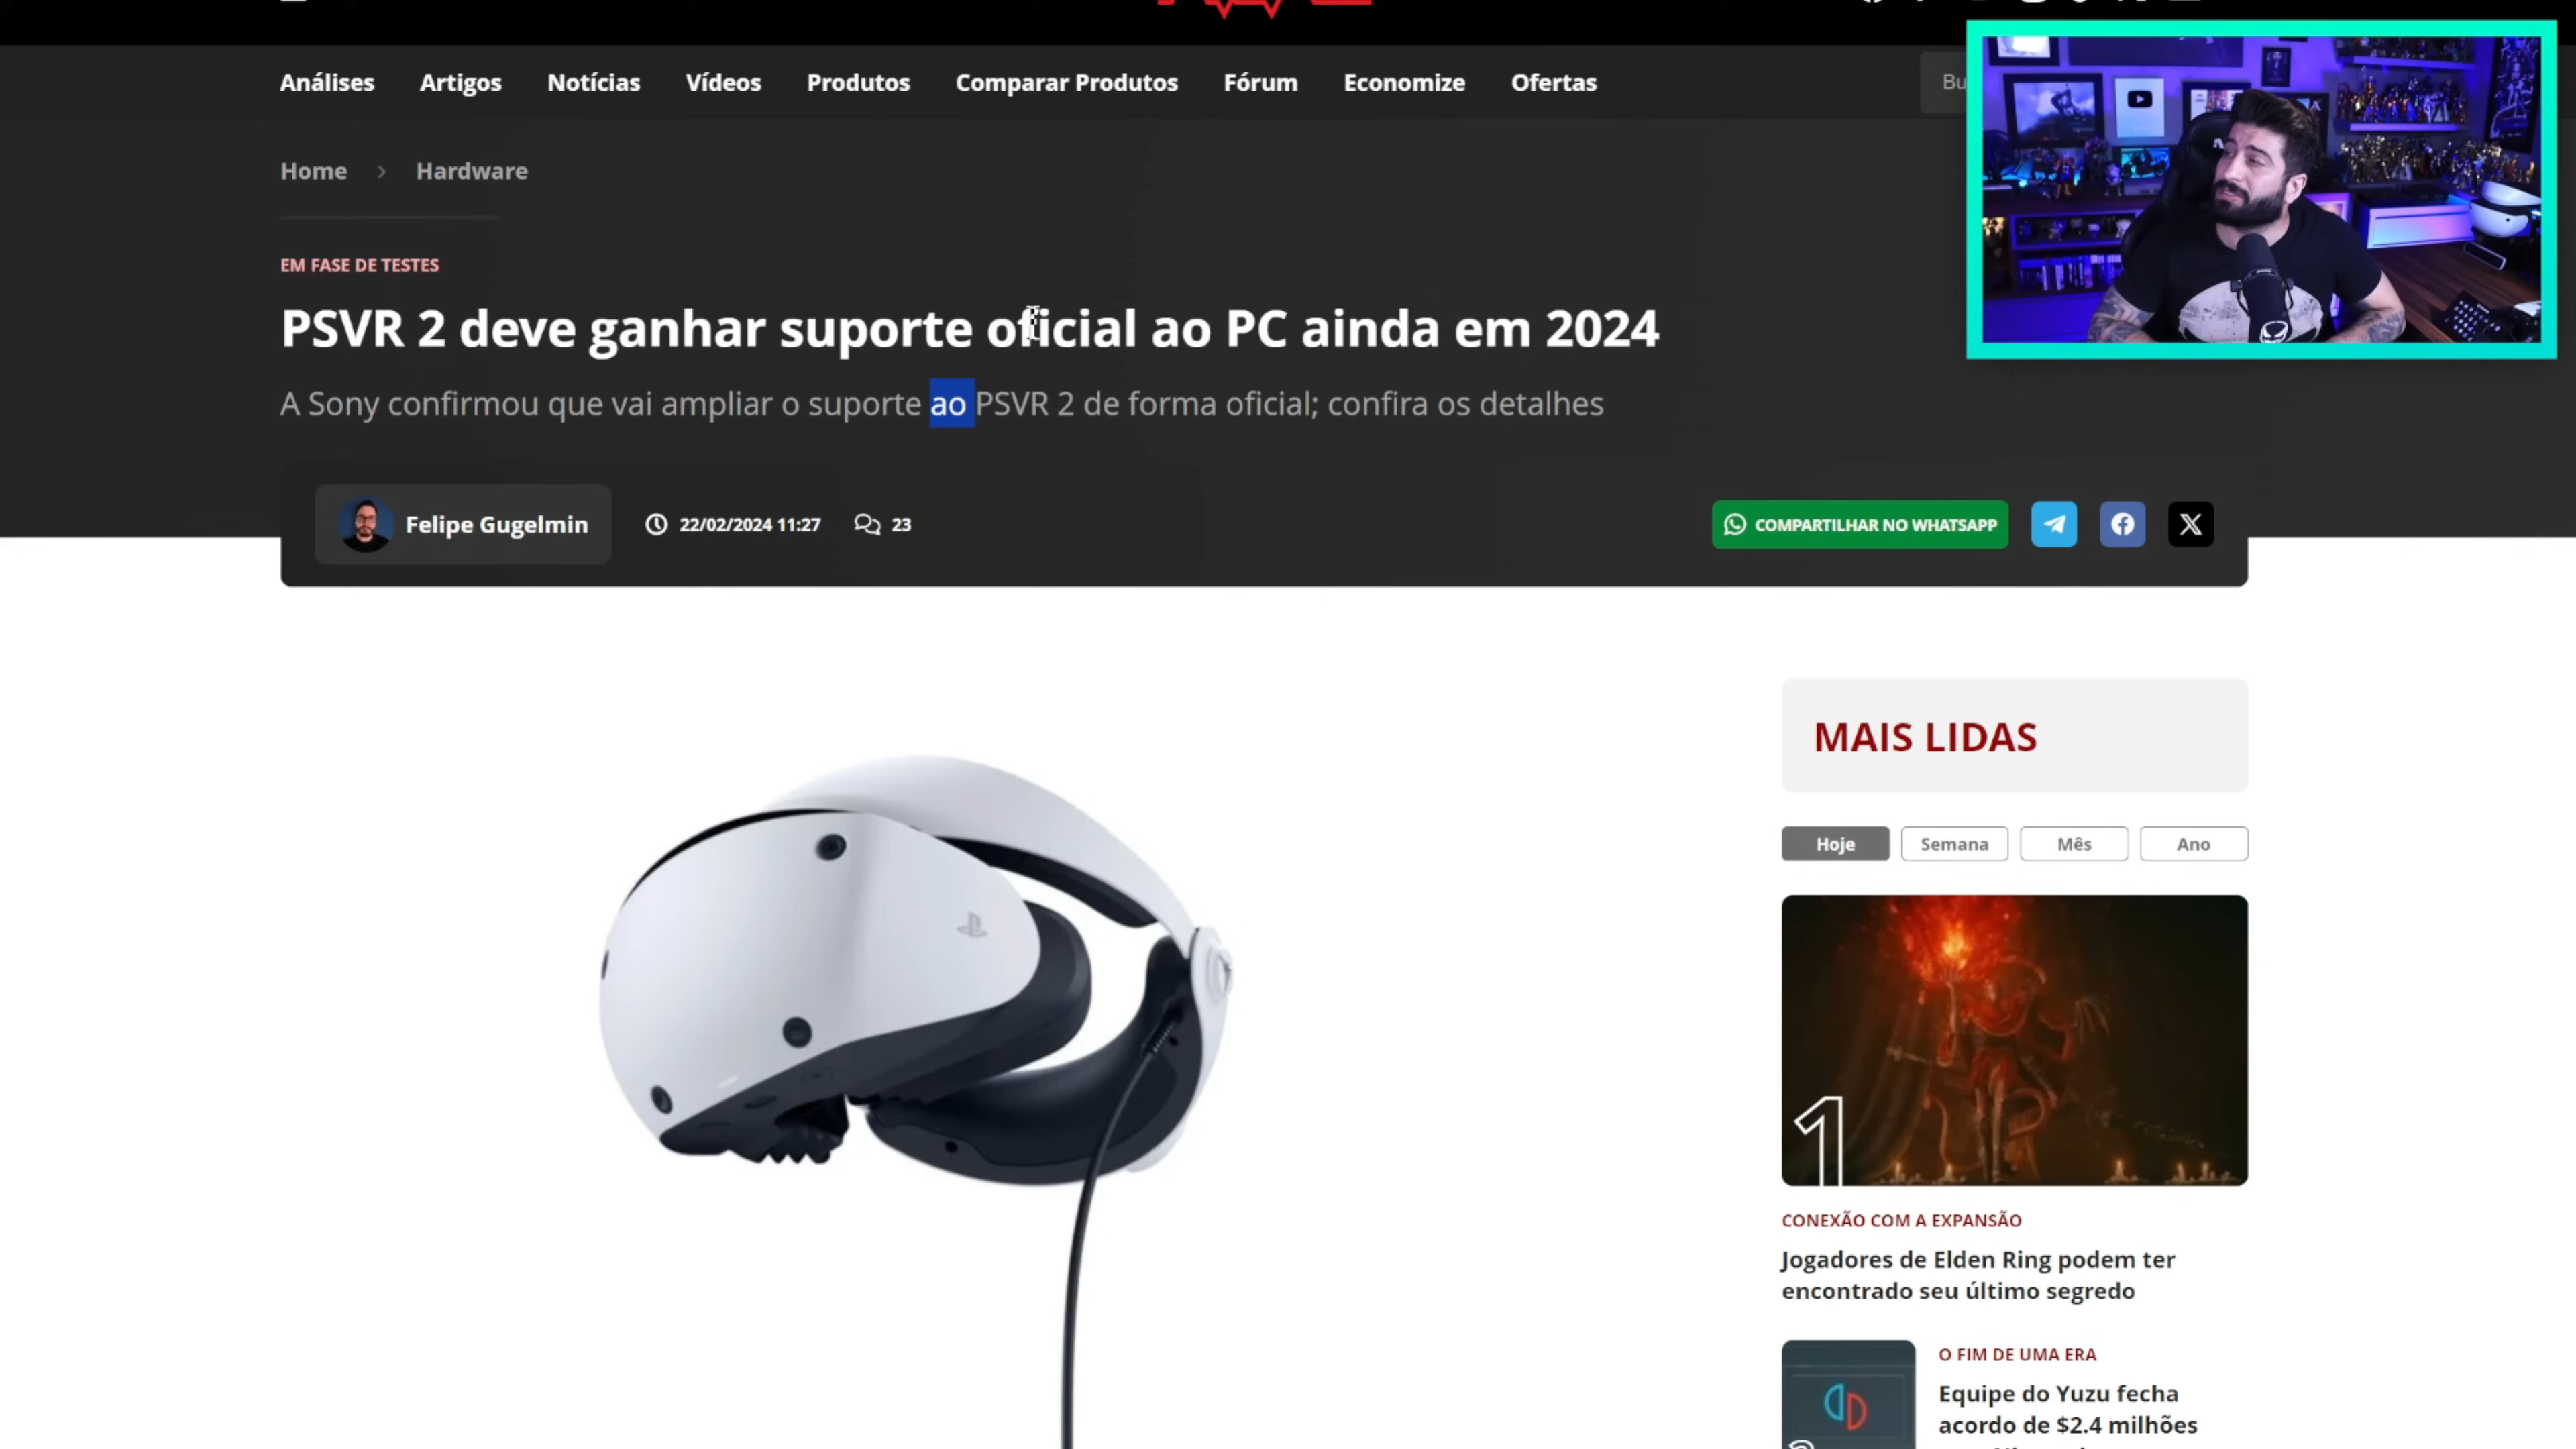 Análises Artigos Notícias Vídeos Produtos Comparar Produtos Fórum Economize Ofertas
Home > Hardware
EM FASE DE TESTES
PSVR 2 deve ganhar suporte oficial ao PC ainda em 2024
A Sony confirmou que vai ampliar o suporte ao PSVR 2 de forma oficial; confira os detalhes
Felipe Gugelmin 22/02/2024 11:27 23
COMPARTILHAR NO WHATSAPP
MAIS LIDAS
Hoje Semana Mês Ano
1
CONEXÃO COM A EXPANSÃO
Jogadores de Elden Ring podem ter
encontrado seu último segredo
O FIM DE UMA ERA
Equipe do Yuzu fecha
acordo de $2.4 milhões